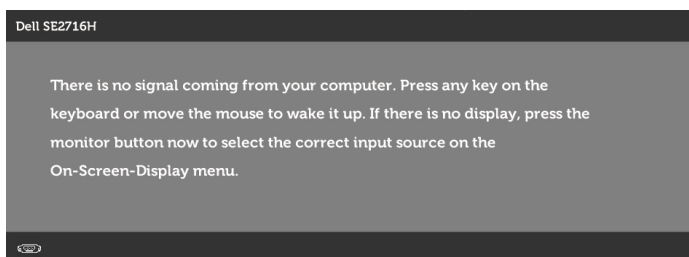 Dell SE2716H
There is no signal coming from your computer. Press any key on the
keyboard or move the mouse to wake it up. If there is no display, press the
monitor button now to select the correct input source on the
On-Screen-Display menu.